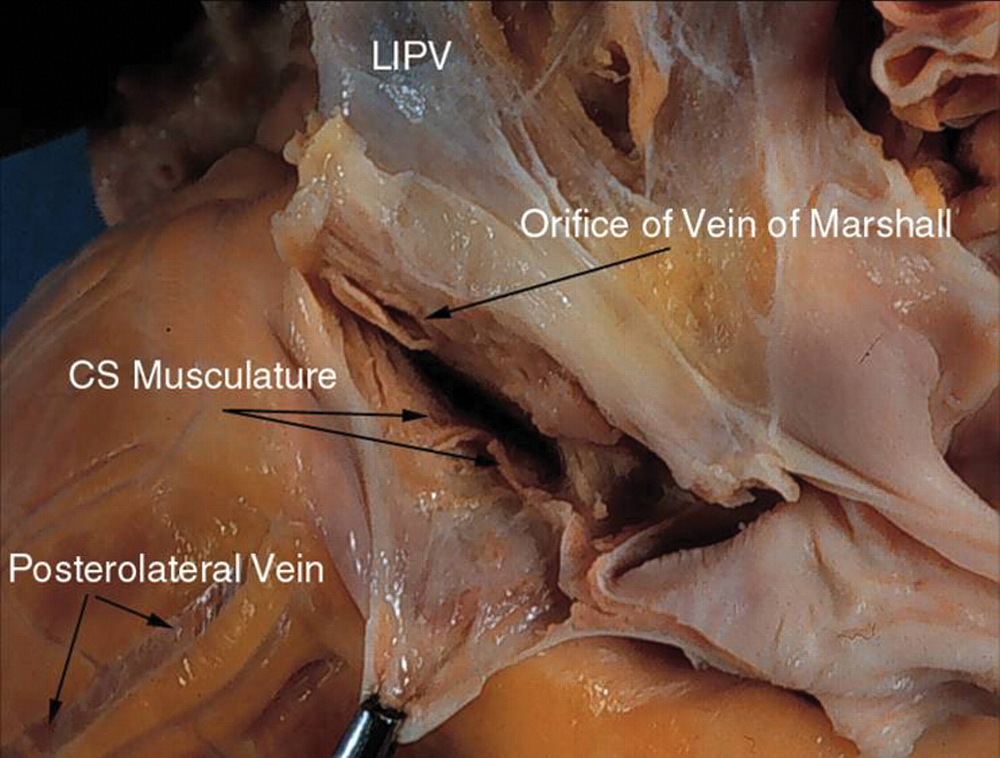 LIPV
Orifice of Vein of Marshall
CS Musculature
Posterolateral Vein